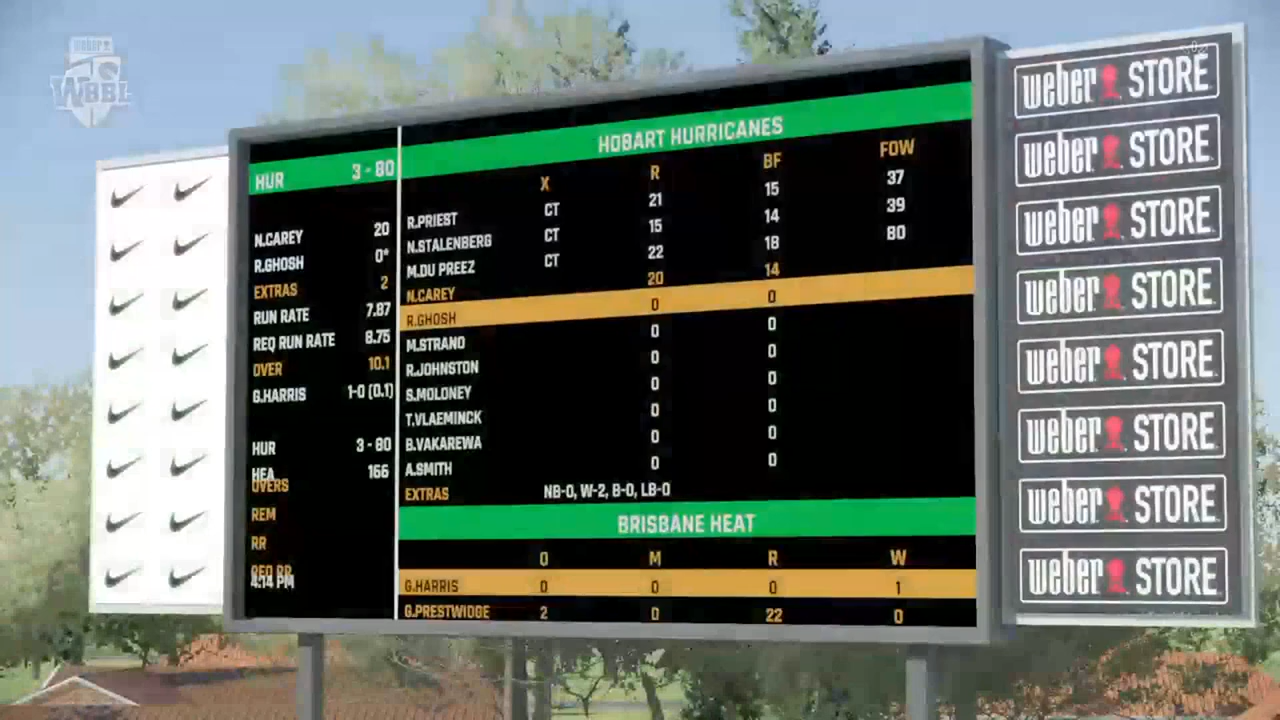 weber
WBBL
HUR 3 - 80
N.CAREY 20
R.GHOSH 0*
EXTRAS 2
RUN RATE 7.87
REQ RUN RATE 8.75
OVER 10.1
G.HARRIS 1-0 (0.1)
HUR 3 - 80
HEA 166
OVERS
REM
RR
REQ RR
4:14 PM
HOBART HURRICANES
X R BF FOW
R.PRIEST CT 21 15 37
N.STALENBERG CT 15 14 39
M.DU PREEZ CT 22 18 80
N.CAREY 20 14
R.GHOSH 0 0
M.STRANO 0 0
R.JOHNSTON 0 0
S.MOLONEY 0 0
T.VLAEMINCK 0 0
B.VAKAREWA 0 0
A.SMITH 0 0
EXTRAS NB-0, W-2, B-0, LB-0
BRISBANE HEAT
O M R W
G.HARRIS 0 0 0 1
G.PRESTWIDGE 2 0 22 0
weber STORE
weber STORE
weber STORE
weber STORE
weber STORE
weber STORE
weber STORE
weber STORE